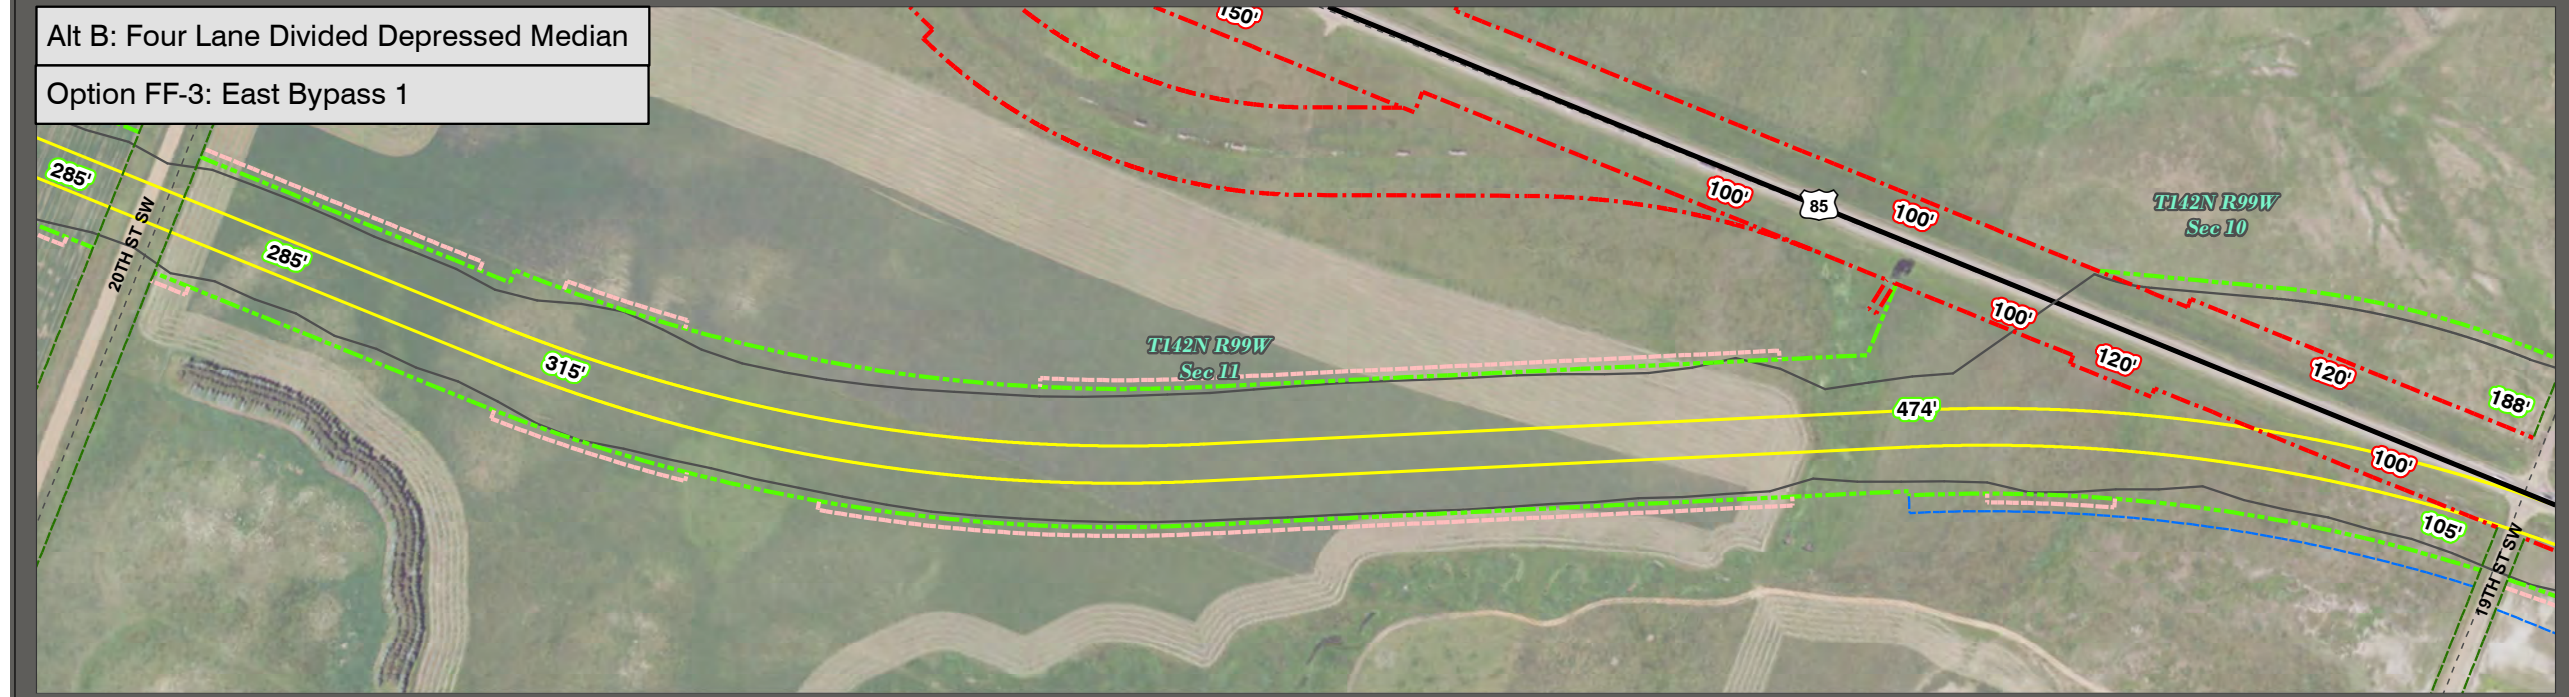 Alt B: Four Lane Divided Depressed Median
Option FF-3: East Bypass 1
150'
285'
20TH ST SW
285'
315'
T142N R99W
Sec 11
100'
85
100'
T142N R99W
Sec 10
100'
120'
120'
188'
474'
100'
105'
19TH ST SW